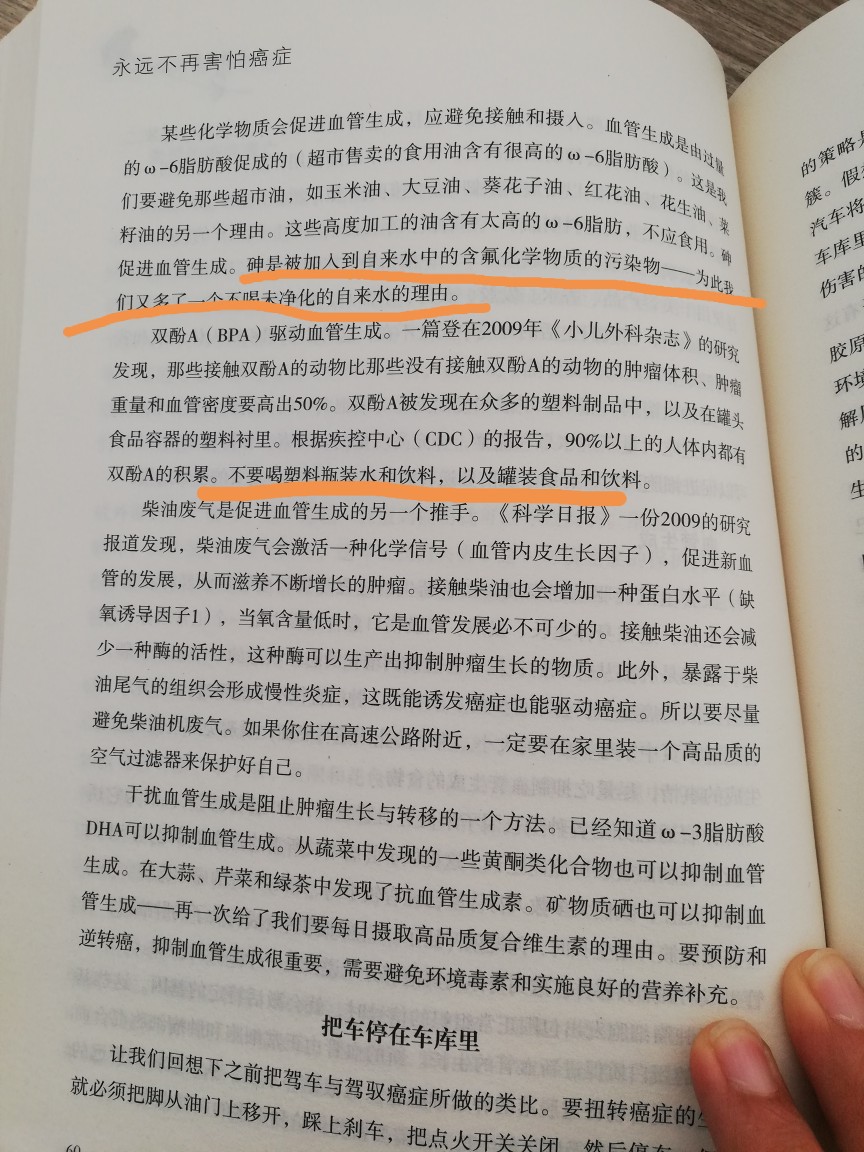 永远不再害怕癌症
某些化学物质会促进血管生成，应避免接触和摄入。血管生成是由过量
的ω-6脂肪酸促成的（超市售卖的食用油含有很高的ω-6脂肪酸）。这是我
们要避免那些超市油，如玉米油、大豆油、葵花子油、红花油、花生油、菜
籽油的另一个理由。这些高度加工的油含有太高的ω-6脂肪，不应食用。砷
促进血管生成。砷是被加入到自来水中的含氟化学物质的污染物——为此我
们又多了一个不喝未净化的自来水的理由。
双酚A（BPA）驱动血管生成。一篇登在2009年《小儿外科杂志》的研究
发现，那些接触双酚A的动物比那些没有接触双酚A的动物的肿瘤体积、肿瘤
重量和血管密度要高出50%。双酚A被发现在众多的塑料制品中，以及在罐头
食品容器的塑料衬里。根据疾控中心（CDC）的报告，90%以上的人体内都有
双酚A的积累。不要喝塑料瓶装水和饮料，以及罐装食品和饮料。
柴油废气是促进血管生成的另一个推手。《科学日报》一份2009的研究
报道发现，柴油废气会激活一种化学信号（血管内皮生长因子），促进新血
管的发展，从而滋养不断增长的肿瘤。接触柴油也会增加一种蛋白水平（缺
氧诱导因子1），当氧含量低时，它是血管发展必不可少的。接触柴油还会减
少一种酶的活性，这种酶可以生产出抑制肿瘤生长的物质。此外，暴露于柴
油尾气的组织会形成慢性炎症，这既能诱发癌症也能驱动癌症。所以要尽量
避免柴油机废气。如果你住在高速公路附近，一定要在家里装一个高品质的
空气过滤器来保护好自己。
干扰血管生成是阻止肿瘤生长与转移的一个方法。已经知道ω-3脂肪酸
DHA可以抑制血管生成。从蔬菜中发现的一些黄酮类化合物也可以抑制血管
生成。在大蒜、芹菜和绿茶中发现了抗血管生成素。矿物质硒也可以抑制血
管生成——再一次给了我们要每日摄取高品质复合维生素的理由。要预防和
逆转癌，抑制血管生成很重要，需要避免环境毒素和实施良好的营养补充。
把车停在车库里
让我们回想下之前把驾车与驾驭癌症所做的类比。要扭转癌症的
就必须把脚从油门上移开，踩上刹车，把点火开关关闭，然后停车
60
的策略
簇。假
汽车将
车库里
伤害的
胶原
环境
解
的
生